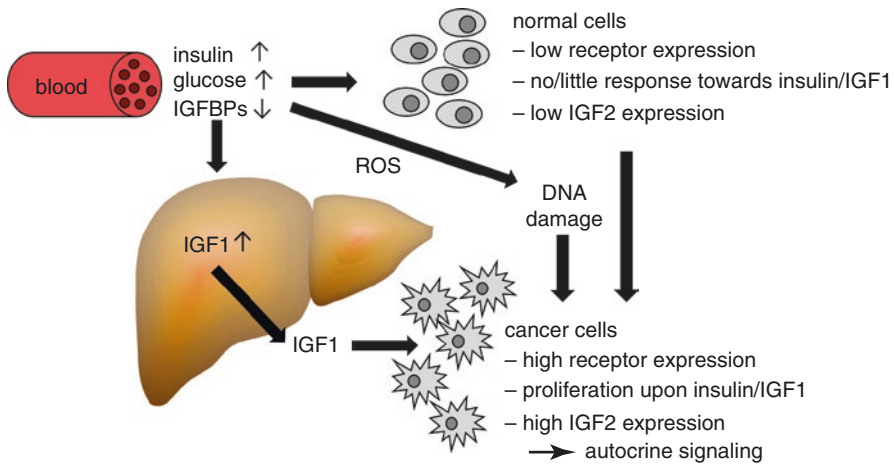 blood
insulin ↑
glucose ↑
IGFBPs ↓
normal cells
– low receptor expression
– no/little response towards insulin/IGF1
– low IGF2 expression
ROS
DNA
damage
IGF1 ↑
IGF1
cancer cells
– high receptor expression
– proliferation upon insulin/IGF1
– high IGF2 expression
→ autocrine signaling